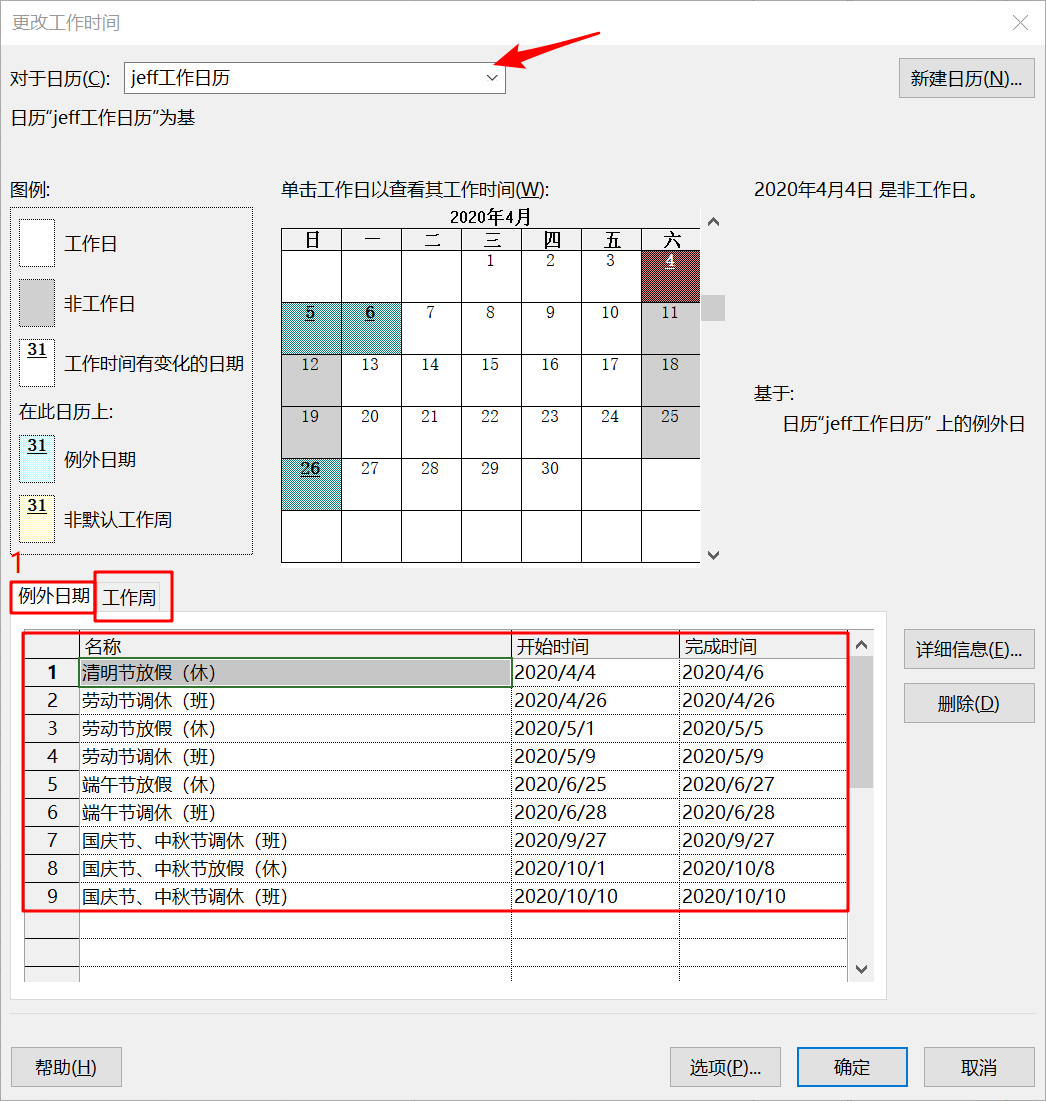 更改工作时间
对于日历(C): jeff工作日历 新建日历(N)...
日历“jeff工作日历”为基
图例: 单击工作日以查看其工作时间(W): 2020年4月4日 是非工作日。
工作日
非工作日
31 工作时间有变化的日期
在此日历上:
31 例外日期
31 非默认工作周
2020年4月
日 一 二 三 四 五 六
1 2 3 4
5 6 7 8 9 10 11
12 13 14 15 16 17 18
19 20 21 22 23 24 25
26 27 28 29 30
基于:
日历“jeff工作日历” 上的例外日
1
例外日期 工作周
名称 开始时间 完成时间
1 清明节放假（休） 2020/4/4 2020/4/6
2 劳动节调休（班） 2020/4/26 2020/4/26
3 劳动节放假（休） 2020/5/1 2020/5/5
4 劳动节调休（班） 2020/5/9 2020/5/9
5 端午节放假（休） 2020/6/25 2020/6/27
6 端午节调休（班） 2020/6/28 2020/6/28
7 国庆节、中秋节调休（班） 2020/9/27 2020/9/27
8 国庆节、中秋节放假（休） 2020/10/1 2020/10/8
9 国庆节、中秋节调休（班） 2020/10/10 2020/10/10
详细信息(E)...
删除(D)
帮助(H) 选项(P)... 确定 取消